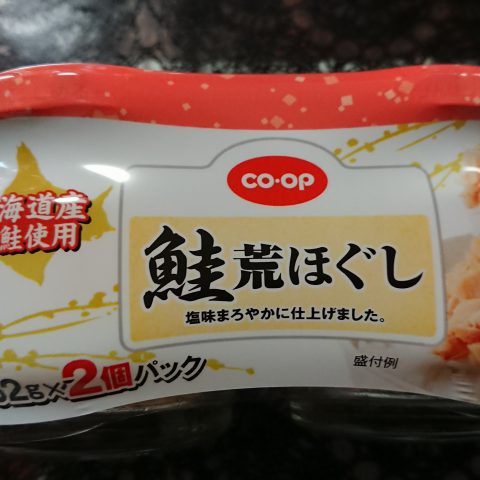 co·op
海道産
鮭使用
鮭荒ほぐし
塩味まろやかに仕上げました。
盛付例
2g×2個パック